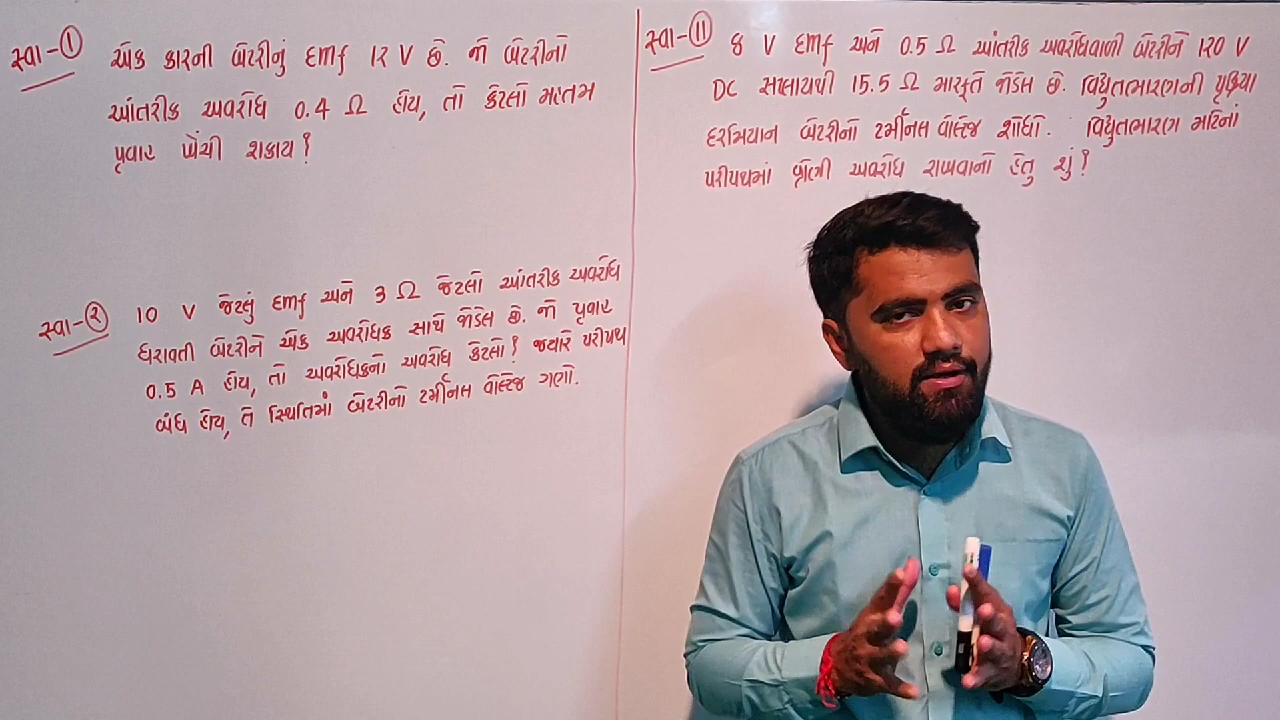 સ્વા-①
એક કારની બેટરીનું emf 12 V છે. જો બેટરીનો
આંતરીક અવરોધ 0.4 Ω હોય, તો કેટલો મહત્તમ
પ્રવાહ ખેંચી શકાય?
સ્વા-②
10 V જેટલું emf અને 3 Ω જેટલો આંતરીક અવરોધ
ધરાવતી બેટરીને એક અવરોધક સાથે જોડેલ છે. જો પ્રવાહ
0.5 A હોય, તો અવરોધકનો અવરોધ કેટલો? જ્યારે પરીપથ
બંધ હોય, તે સ્થિતિમાં બેટરીનો ટર્મીનલ વોલ્ટેજ ગણો.
સ્વા-⑪
8 V emf અને 0.5 Ω આંતરીક અવરોધવાળી બેટરીને 120 V
DC સપ્લાયથી 15.5 Ω મારફતે જોડેલ છે. વિદ્યુતભારણની પ્રક્રિયા
દરમિયાન બેટરીનો ટર્મીનલ વોલ્ટેજ શોધો. વિદ્યુતભારણ માટેનાં
પરીપથમાં શ્રેણી અવરોધ રાખવાનો હેતુ શું?